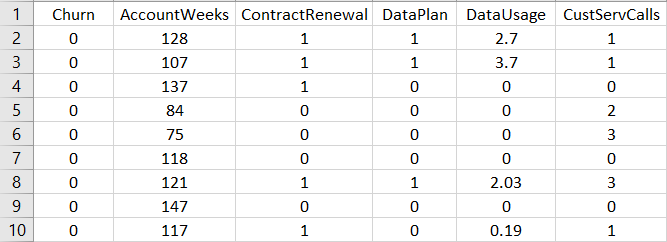 1 Churn AccountWeeks ContractRenewal DataPlan DataUsage CustServCalls
2 0 128 1 1 2.7 1
3 0 107 1 1 3.7 1
4 0 137 1 0 0 0
5 0 84 0 0 0 2
6 0 75 0 0 0 3
7 0 118 0 0 0 0
8 0 121 1 1 2.03 3
9 0 147 0 0 0 0
10 0 117 1 0 0.19 1